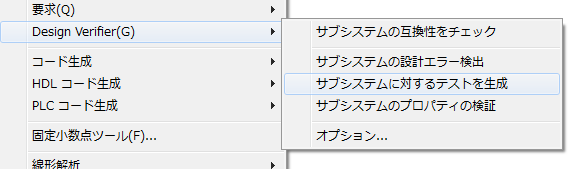 要求(Q)
Design Verifier(G)
コード生成
HDL コード生成
PLC コード生成
固定小数点ツール(F)...
線形解析
サブシステムの互換性をチェック
サブシステムの設計エラー検出
サブシステムに対するテストを生成
サブシステムのプロパティの検証
オプション...